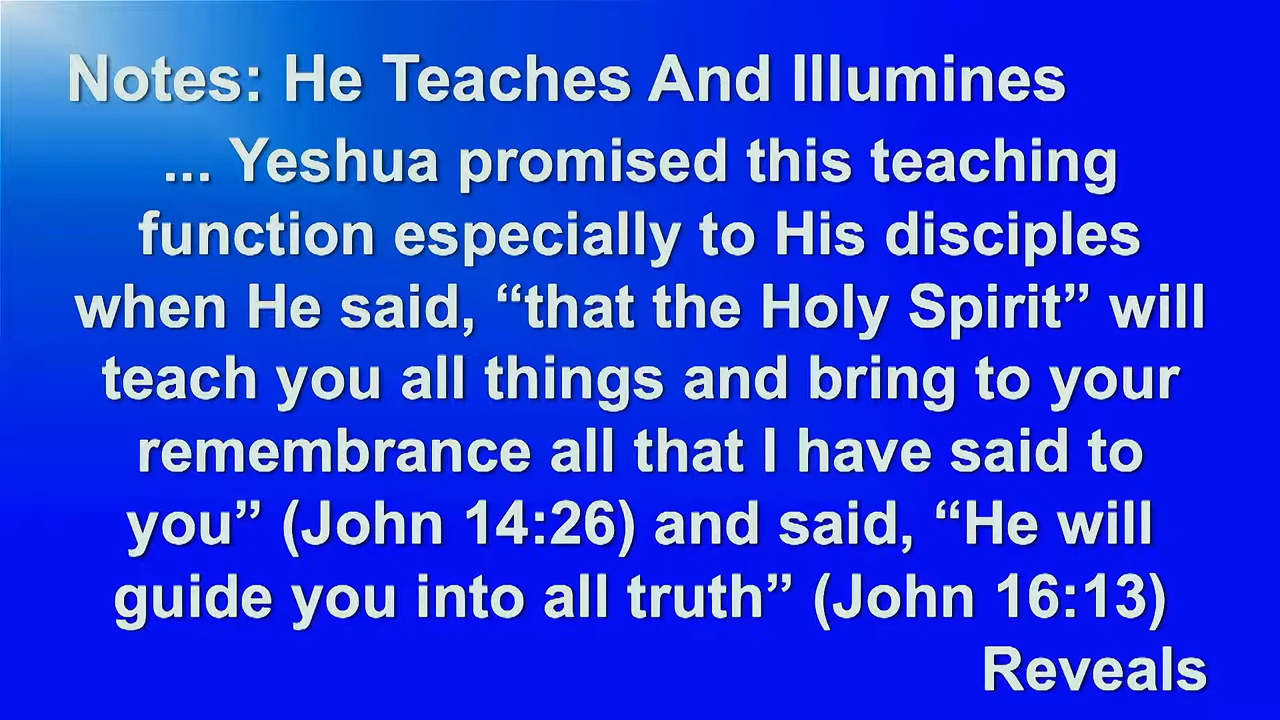 Notes: He Teaches And Illumines
... Yeshua promised this teaching
function especially to His disciples
when He said, “that the Holy Spirit” will
teach you all things and bring to your
remembrance all that I have said to
you” (John 14:26) and said, “He will
guide you into all truth” (John 16:13)
Reveals